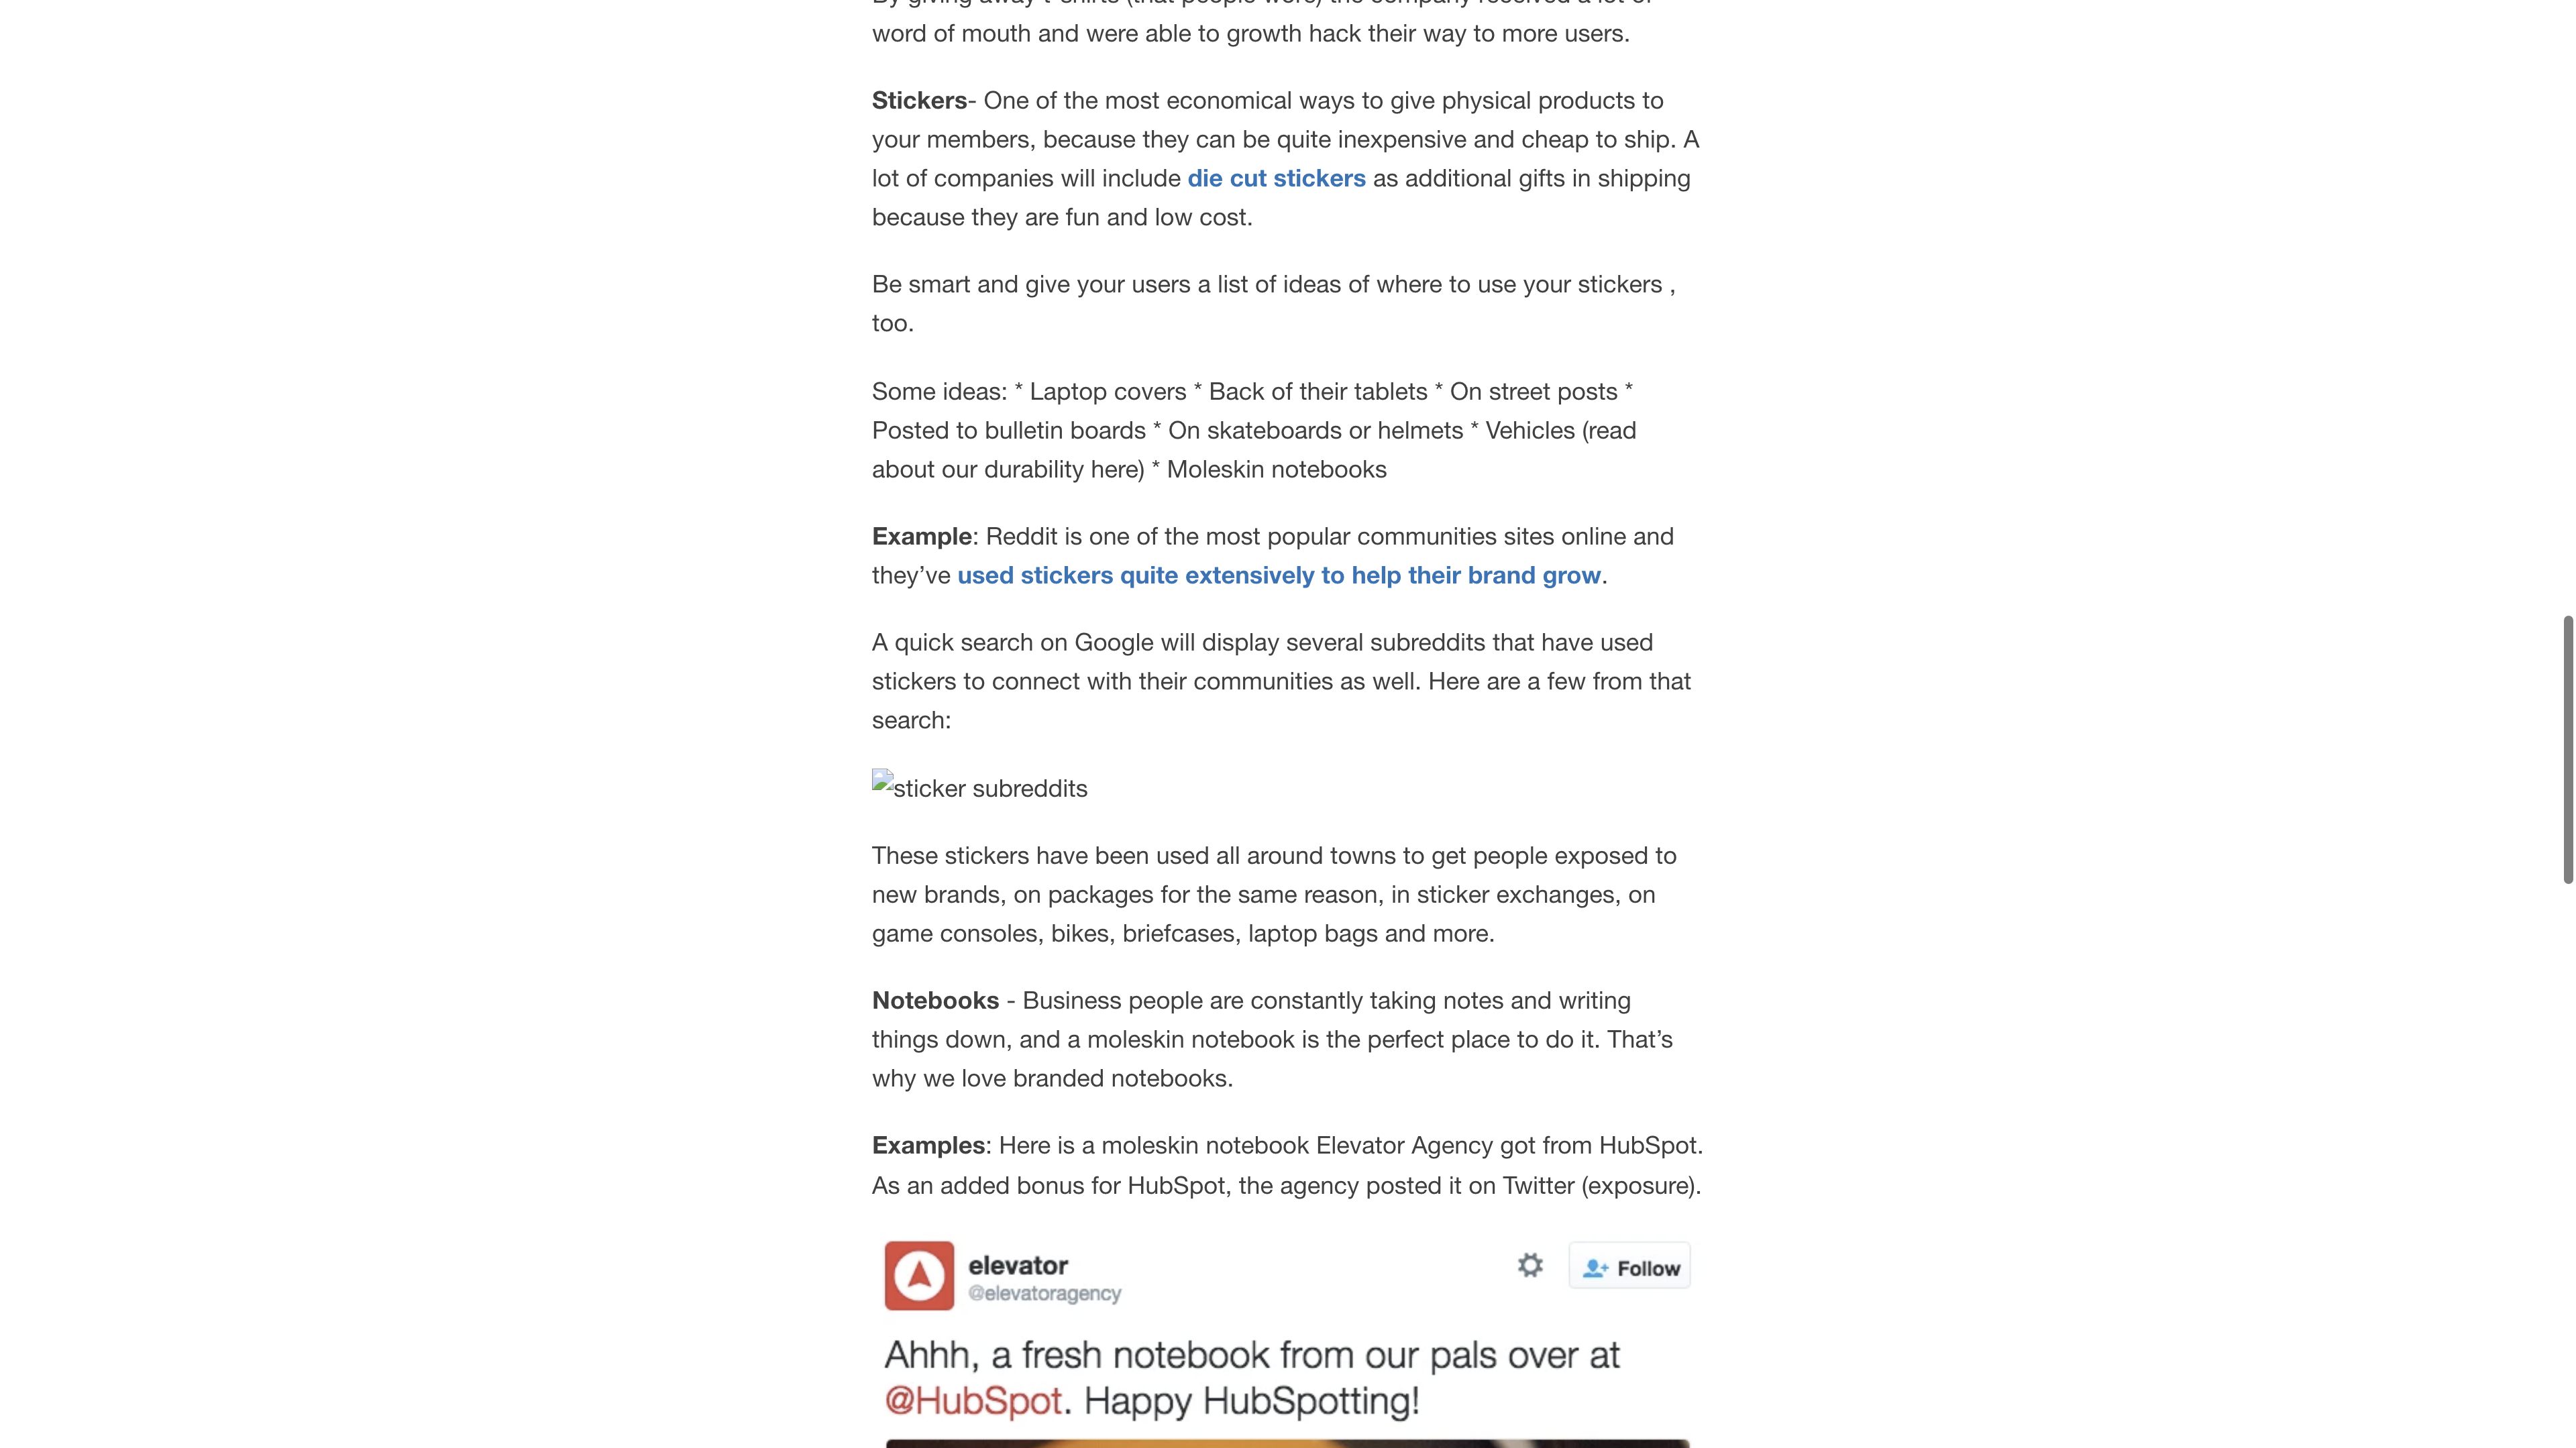 word of mouth and were able to growth hack their way to more users.
Stickers- One of the most economical ways to give physical products to
your members, because they can be quite inexpensive and cheap to ship. A
lot of companies will include die cut stickers as additional gifts in shipping
because they are fun and low cost.
Be smart and give your users a list of ideas of where to use your stickers ,
too.
Some ideas: * Laptop covers * Back of their tablets * On street posts *
Posted to bulletin boards * On skateboards or helmets * Vehicles (read
about our durability here) * Moleskin notebooks
Example: Reddit is one of the most popular communities sites online and
they’ve used stickers quite extensively to help their brand grow.
A quick search on Google will display several subreddits that have used
stickers to connect with their communities as well. Here are a few from that
search:
sticker subreddits
These stickers have been used all around towns to get people exposed to
new brands, on packages for the same reason, in sticker exchanges, on
game consoles, bikes, briefcases, laptop bags and more.
Notebooks - Business people are constantly taking notes and writing
things down, and a moleskin notebook is the perfect place to do it. That’s
why we love branded notebooks.
Examples: Here is a moleskin notebook Elevator Agency got from HubSpot.
As an added bonus for HubSpot, the agency posted it on Twitter (exposure).
elevator
Follow
@elevatoragency
Ahhh, a fresh notebook from our pals over at
@HubSpot. Happy HubSpotting!